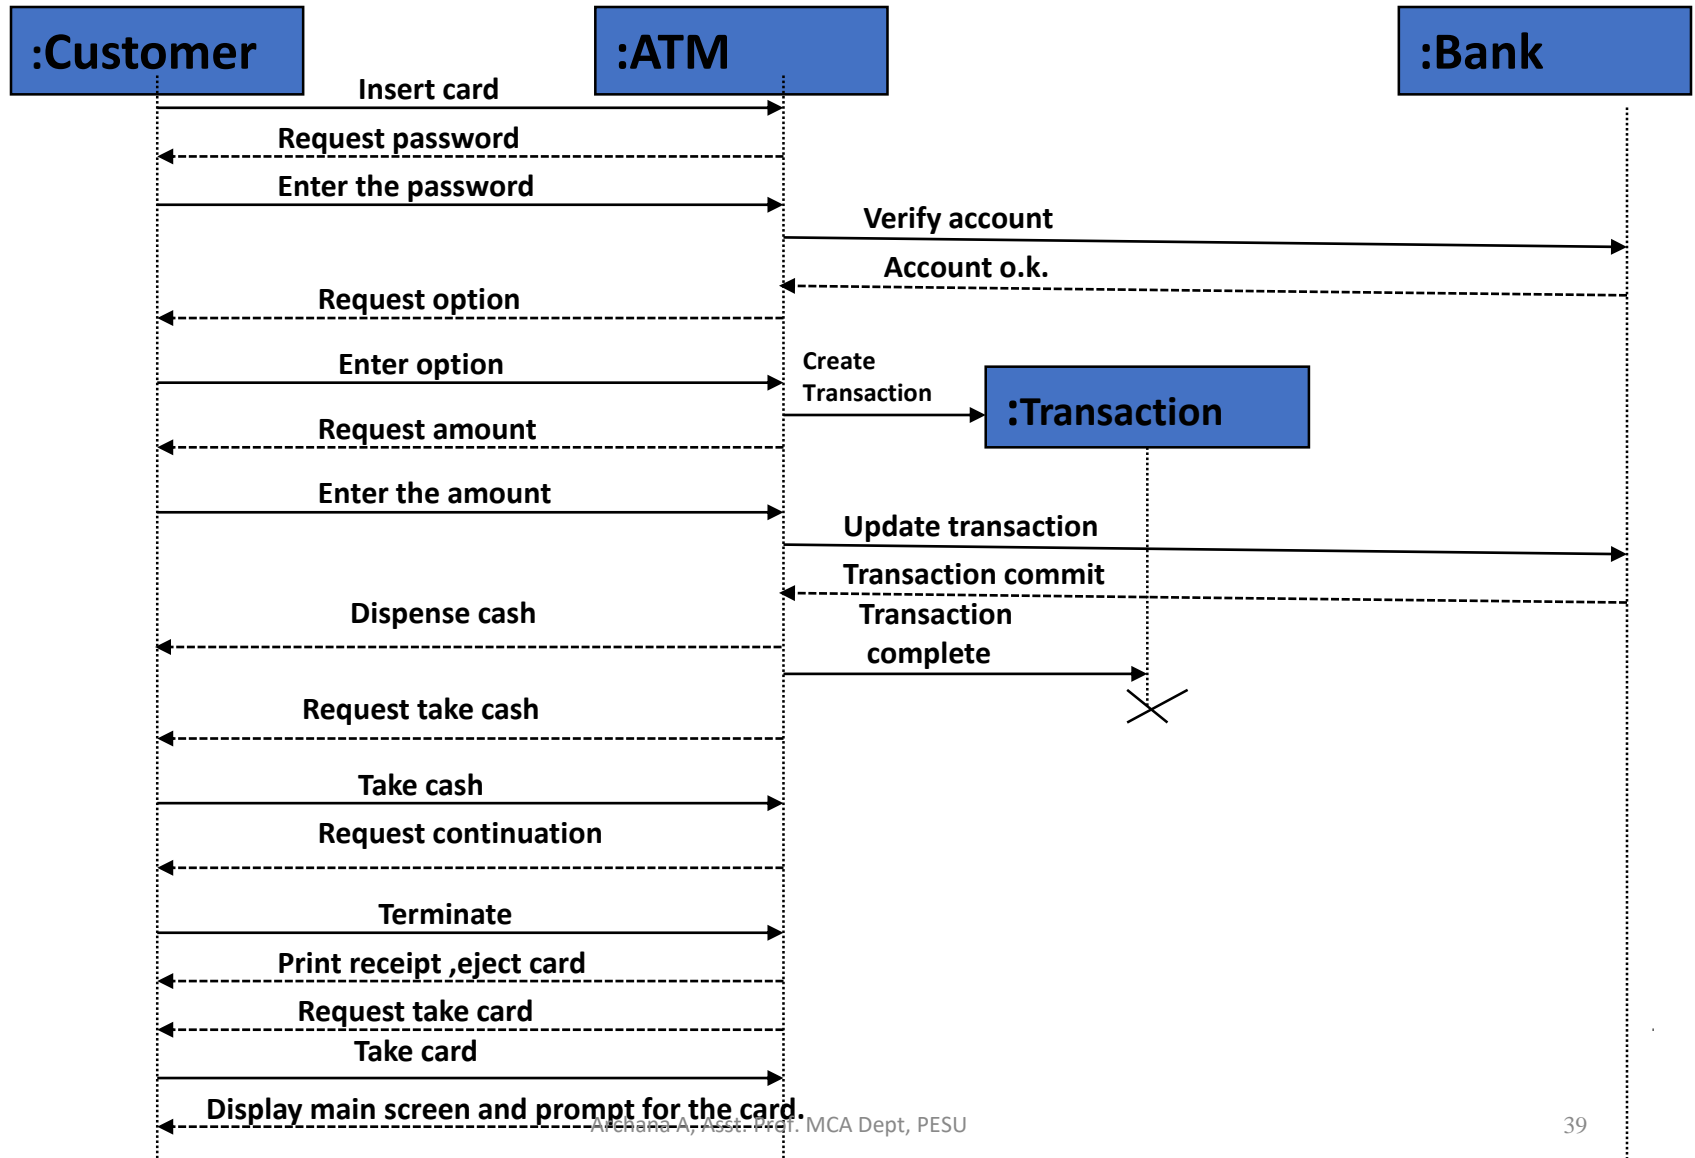 :Customer
:ATM
:Bank
Insert card
Request password
Enter the password
Verify account
Account o.k.
Request option
Enter option
Create
Transaction
:Transaction
Request amount
Enter the amount
Update transaction
Transaction commit
Dispense cash
Transaction
complete
Request take cash
Take cash
Request continuation
Terminate
Print receipt ,eject card
Request take card
Take card
Display main screen and prompt for the card.
Archana A, Asst. Prof. MCA Dept, PESU
39